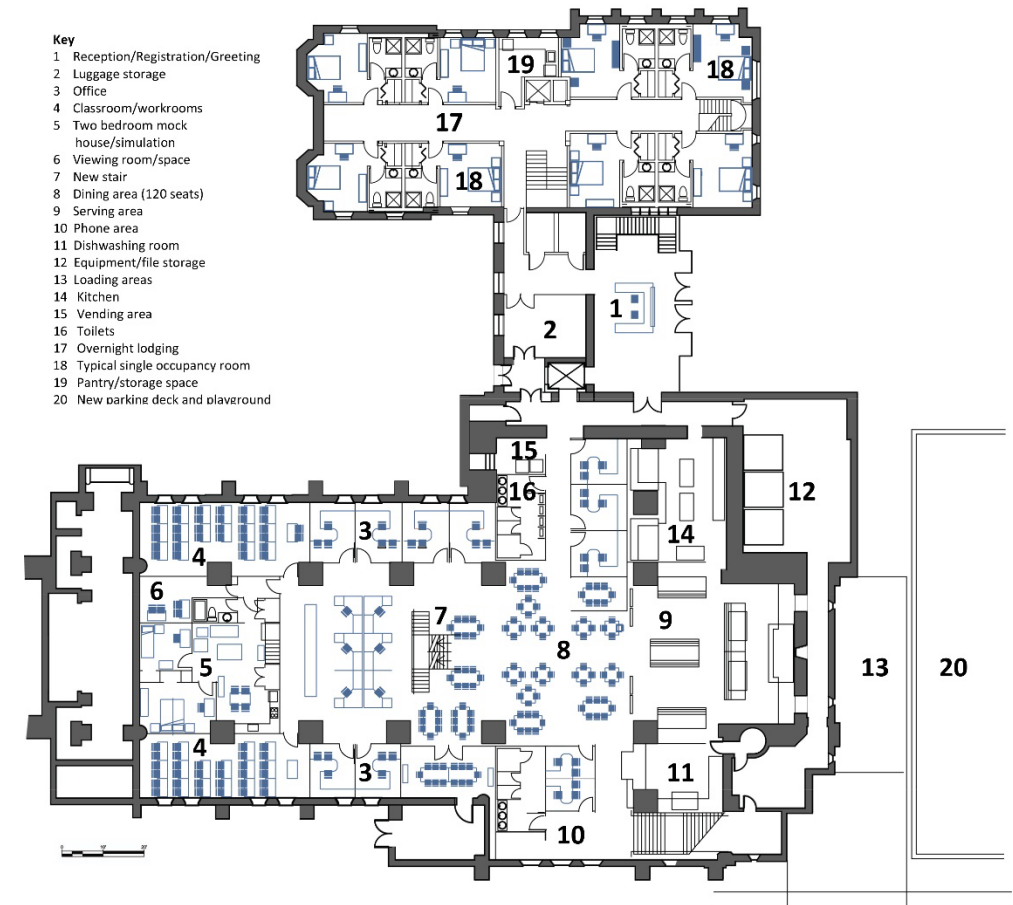 Key
1 Reception/Registration/Greeting
2 Luggage storage
3 Office
4 Classroom/workrooms
5 Two bedroom mock
house/simulation
6 Viewing room/space
7 New stair
8 Dining area (120 seats)
9 Serving area
10 Phone area
11 Dishwashing room
12 Equipment/file storage
13 Loading areas
14 Kitchen
15 Vending area
16 Toilets
17 Overnight lodging
18 Typical single occupancy room
19 Pantry/storage space
20 New parking deck and playground
19
18
17
18
1
2
15
16
12
3
14
4
6
7
9
8
5
13
20
4
3
11
10